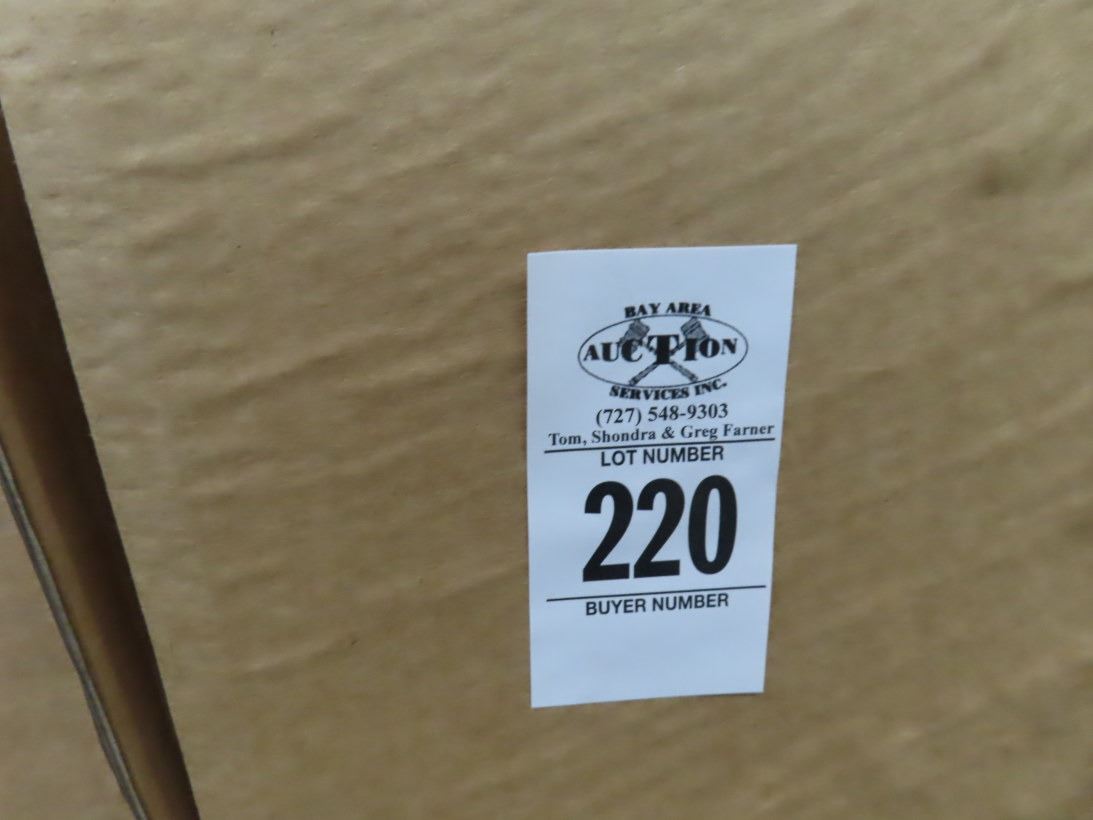 BAY AREA
AUCTION
SERVICES INC.
(727) 548-9303
Tom, Shondra & Greg Farner
LOT NUMBER
220
BUYER NUMBER